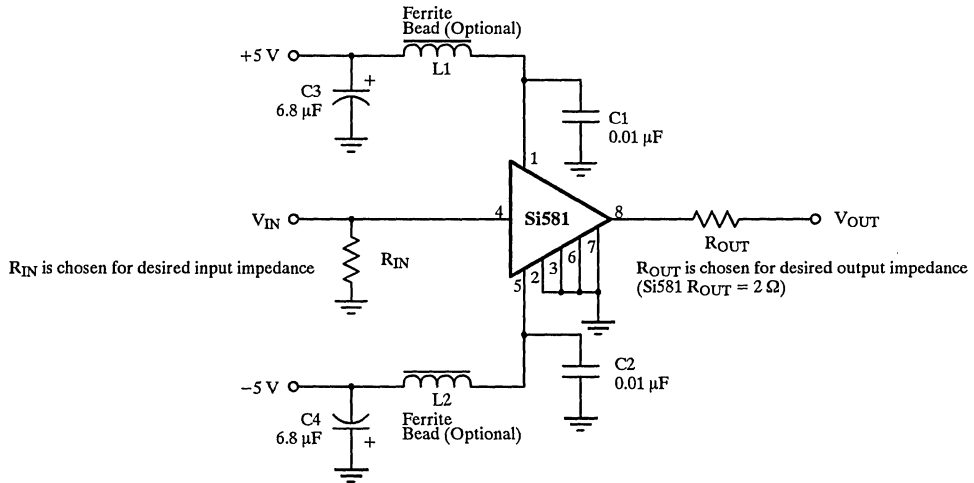 Ferrite
Bead (Optional)
+5 V
L1
+
C3
6.8 µF
C1
0.01 µF
1
VIN
4
Si581
8
VOUT
ROUT
RIN
RIN is chosen for desired input impedance
7
6
3
2
5
ROUT is chosen for desired output impedance
(Si581 ROUT = 2 Ω)
C2
0.01 µF
−5 V
L2
Ferrite
Bead (Optional)
C4
6.8 µF
+